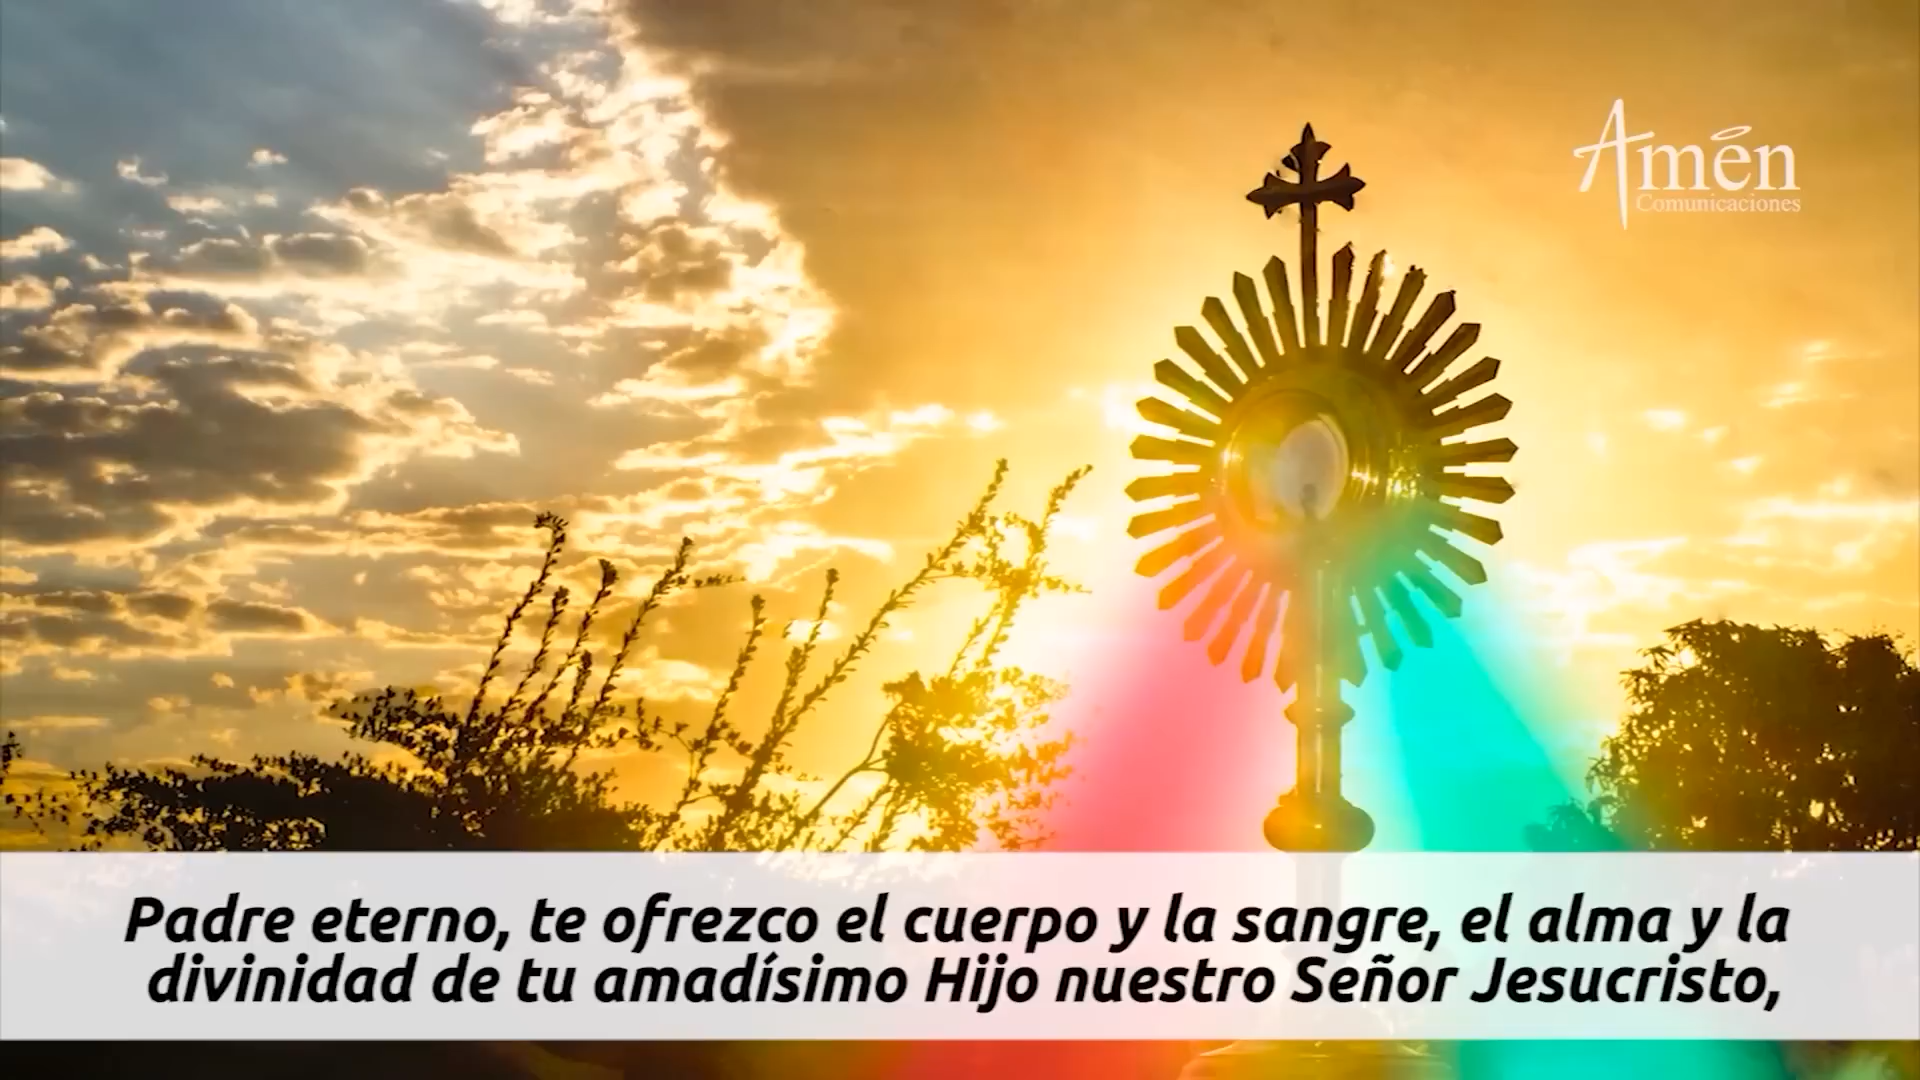 Amén
Comunicaciones
Padre eterno, te ofrezco el cuerpo y la sangre, el alma y la
divinidad de tu amadísimo Hijo nuestro Señor Jesucristo,